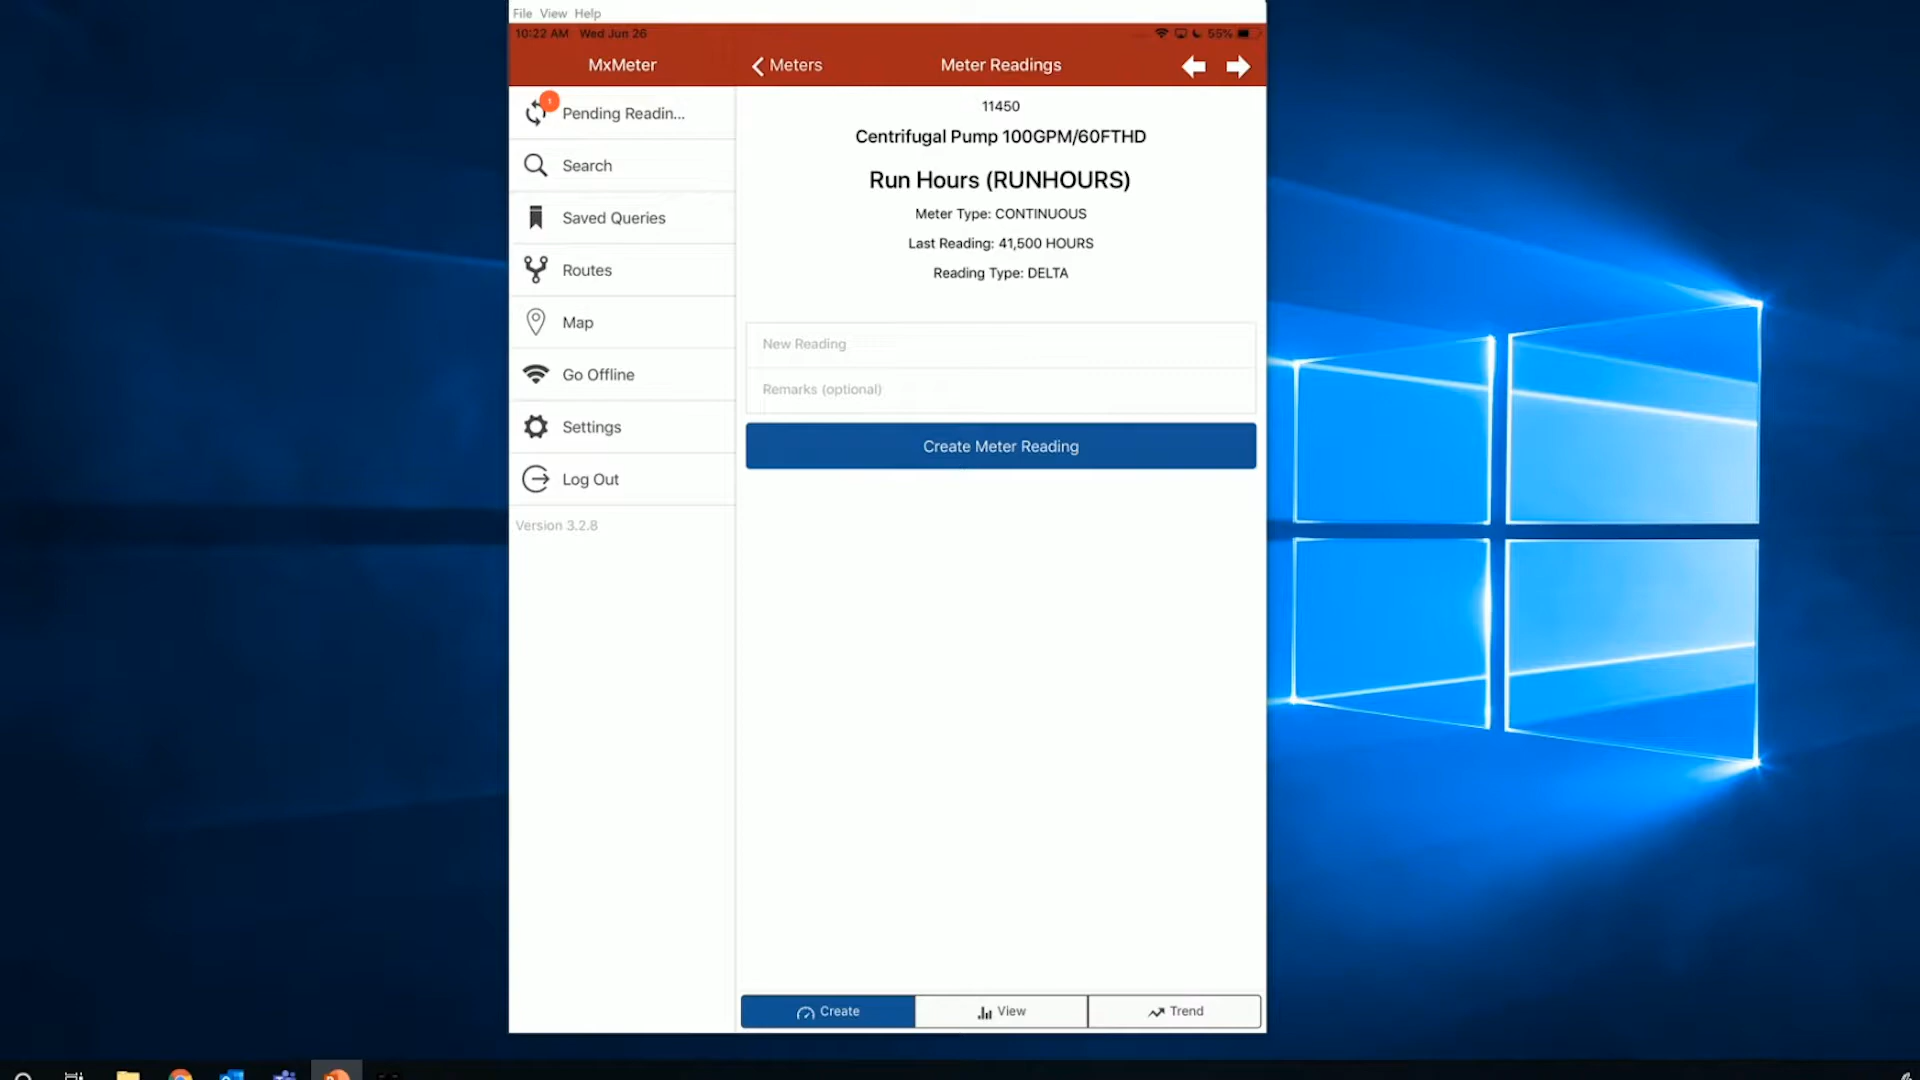 File View Help
10:22 AM Wed Jun 26
55%
MxMeter
Meters
Meter Readings
1
Pending Readin...
Search
Saved Queries
Routes
Map
Go Offline
Settings
Log Out
Version 3.2.8
11450
Centrifugal Pump 100GPM/60FTHD
Run Hours (RUNHOURS)
Meter Type: CONTINUOUS
Last Reading: 41,500 HOURS
Reading Type: DELTA
New Reading
Remarks (optional)
Create Meter Reading
Create
View
Trend